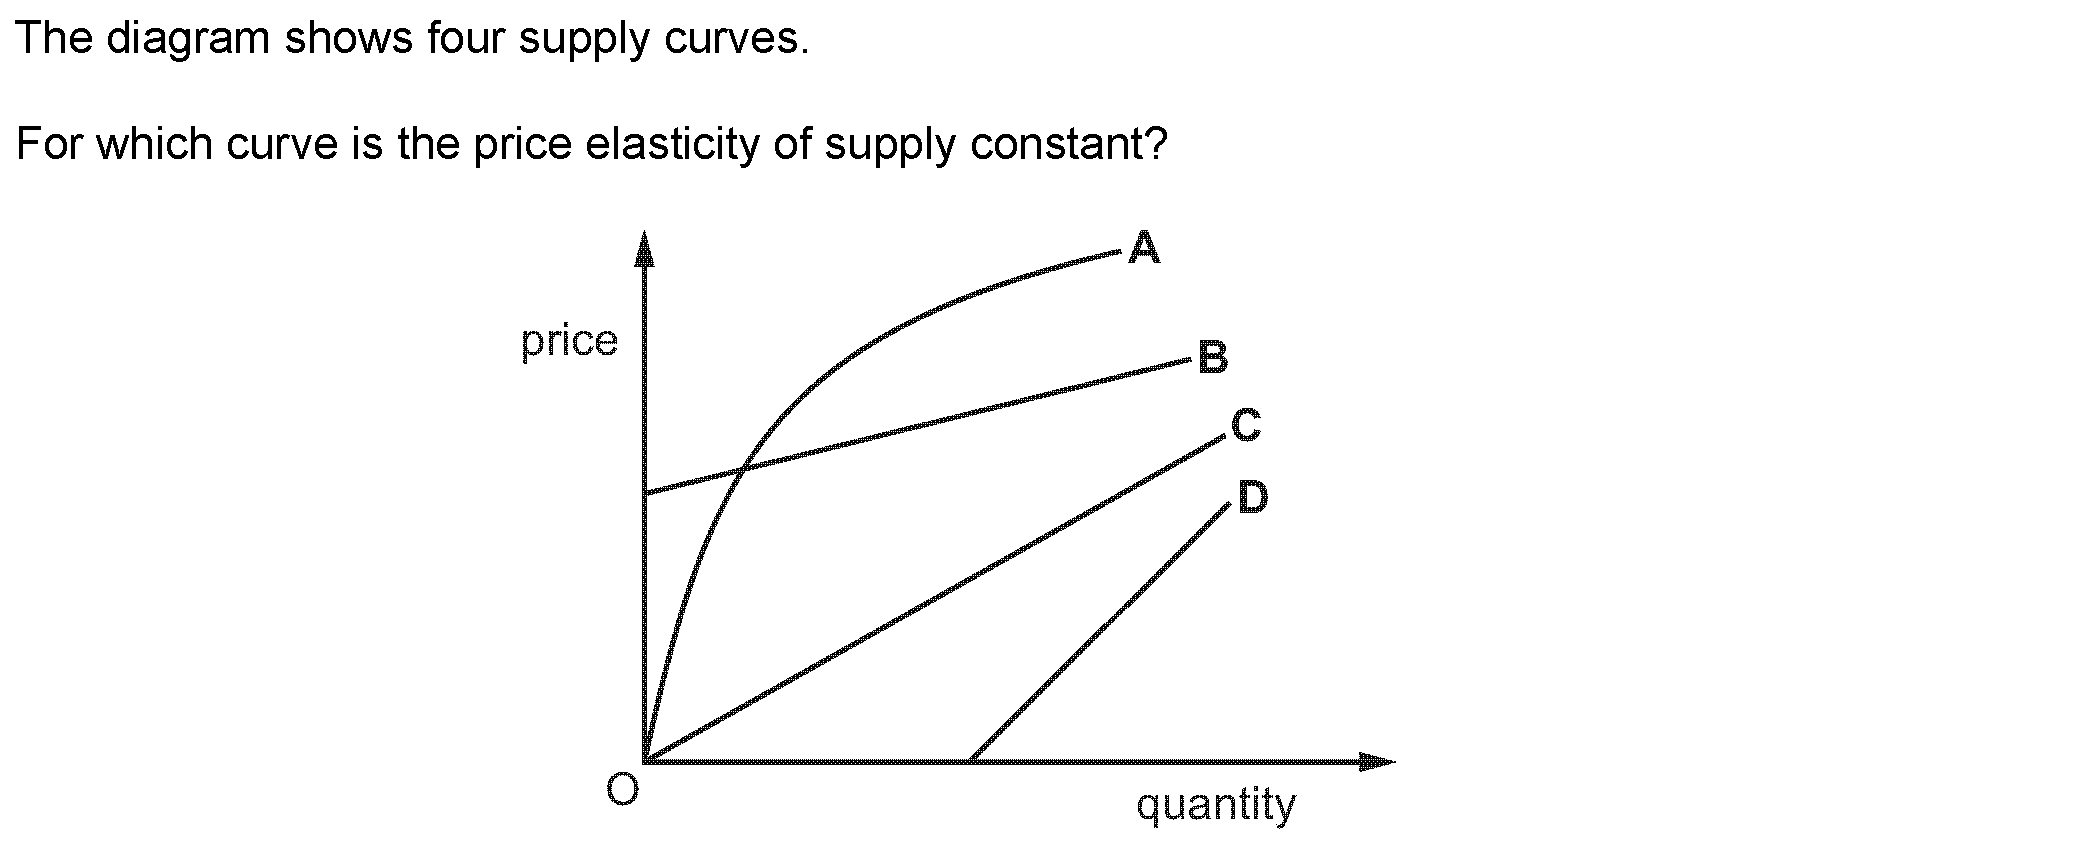 The diagram shows four supply curves.
For which curve is the price elasticity of supply constant?
A
price
B
C
D
O
quantity